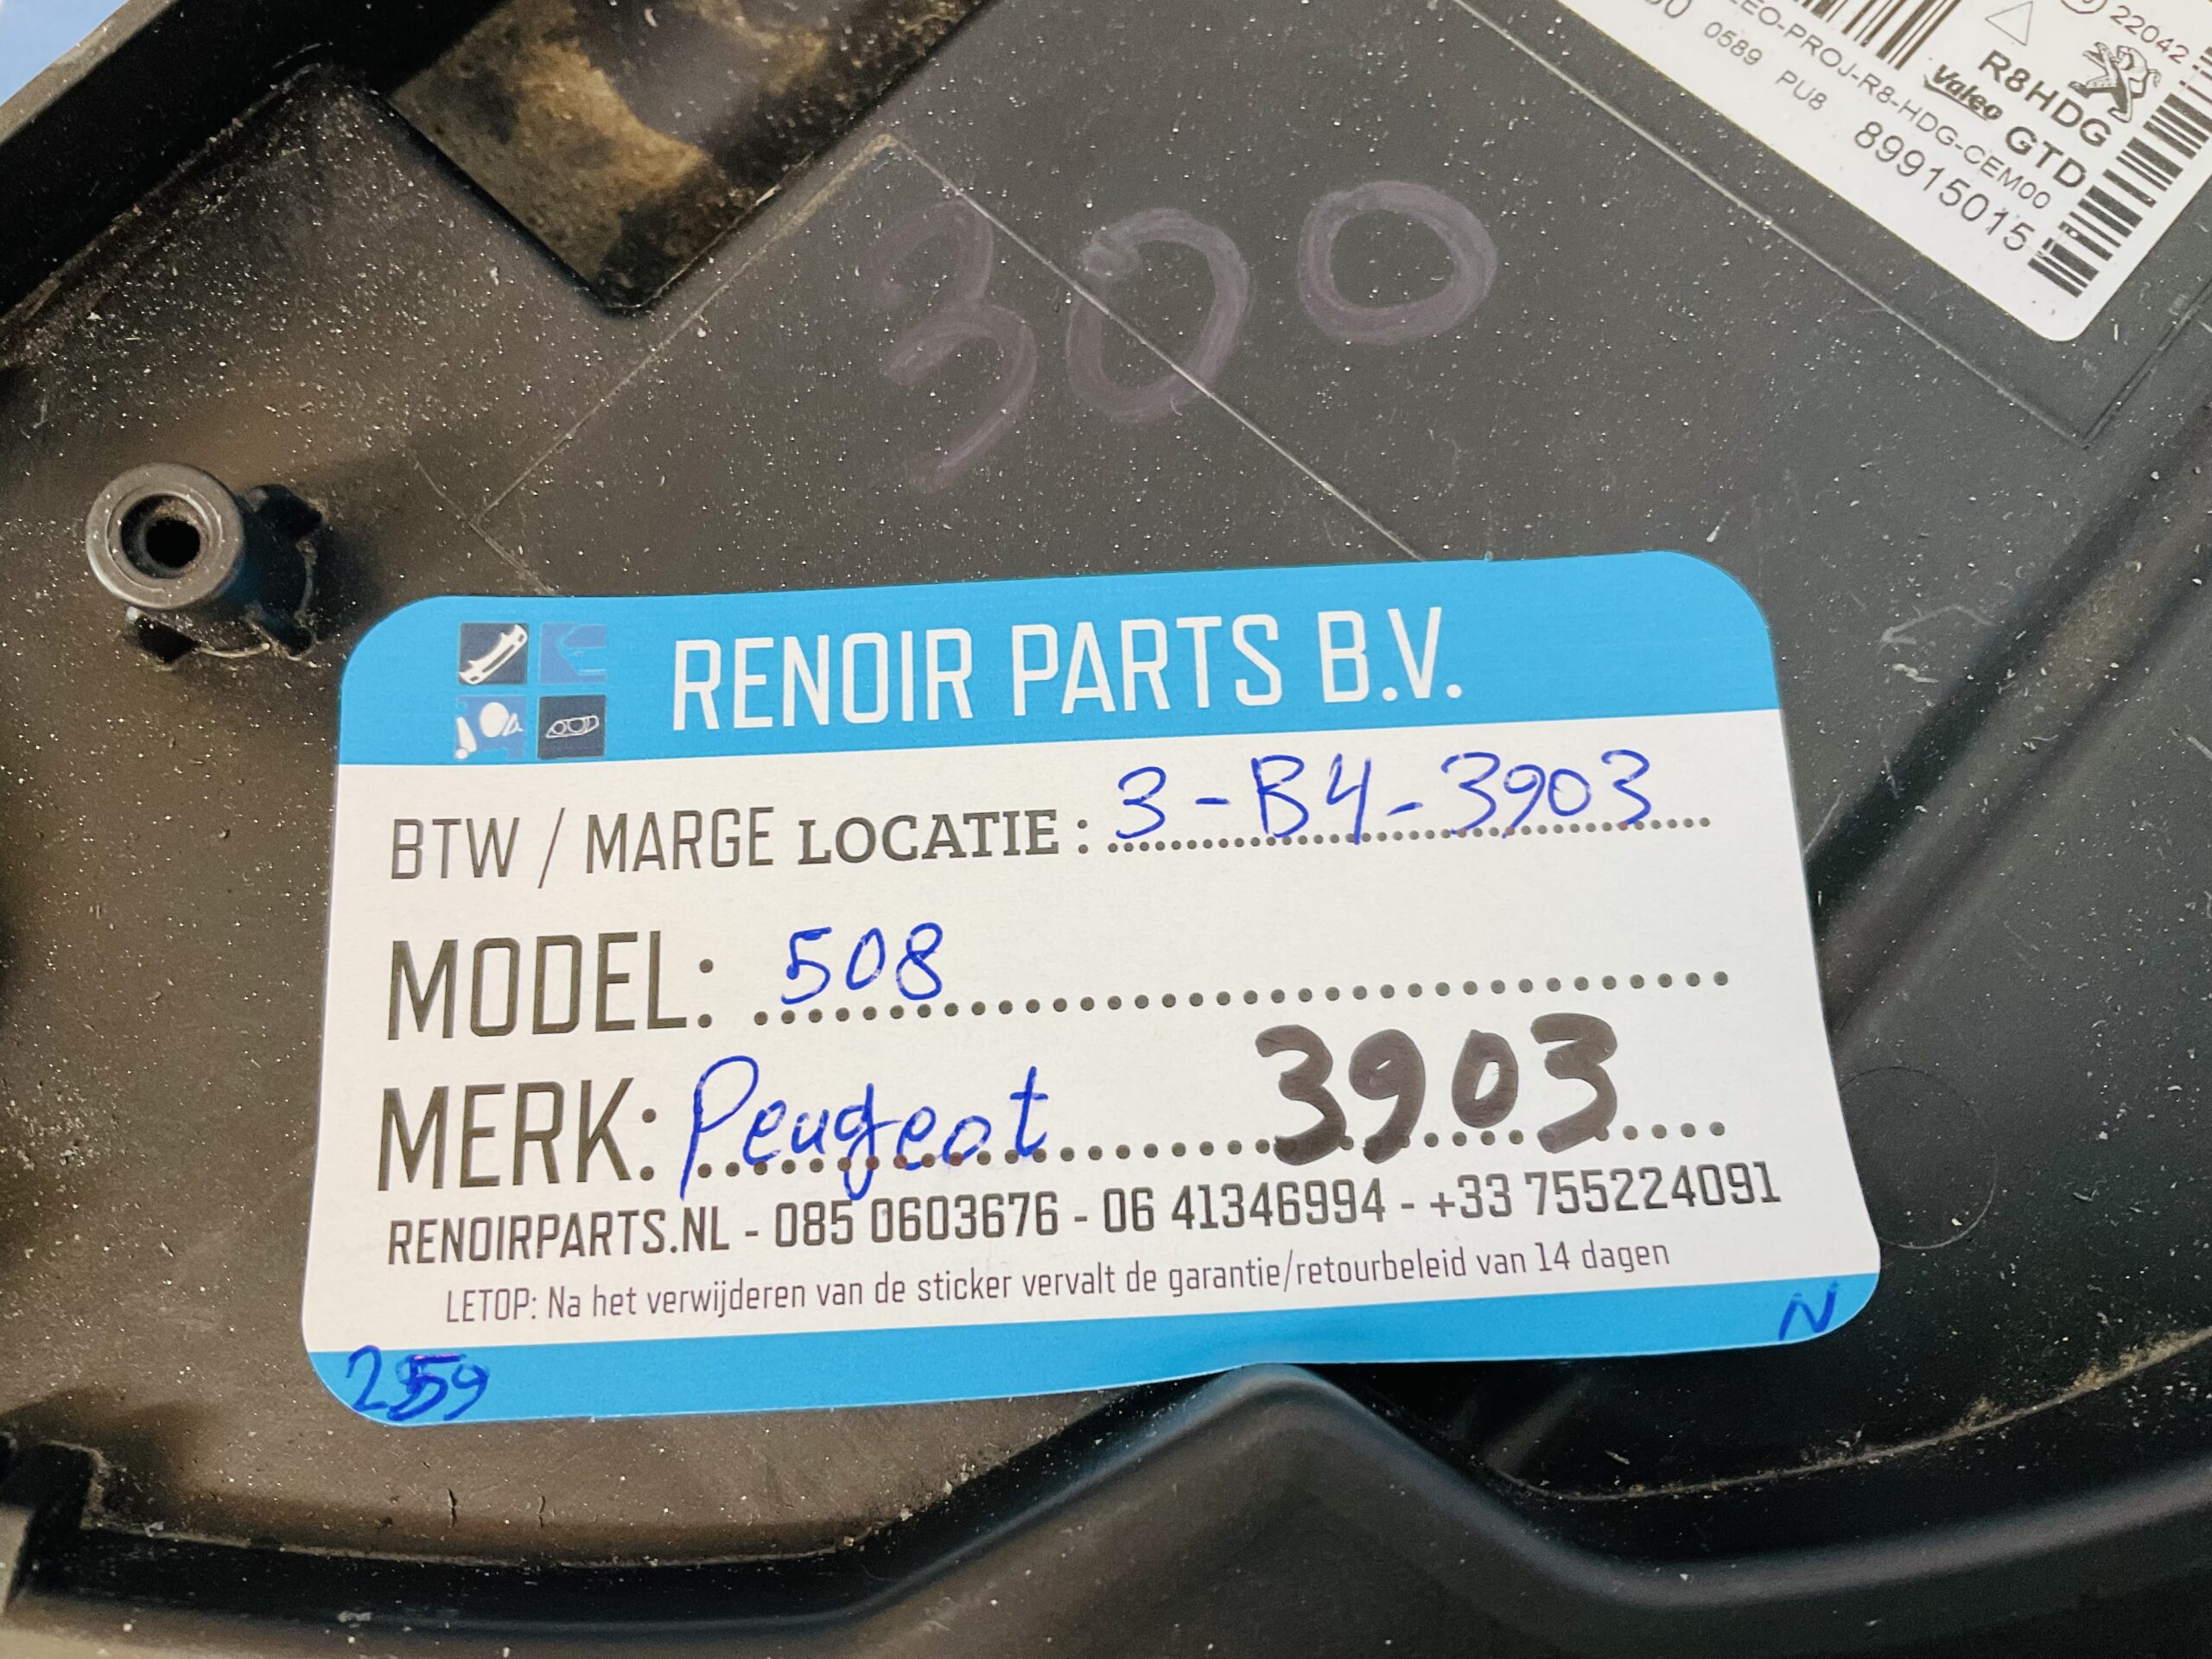 22042
R8HDG
Valeo GTD
EO-PROJ-R8-HDG-CEM00
0589 PU8 89915015
300
RENOIR PARTS B.V.
BTW / MARGE LOCATIE : 3-B4-3903
MODEL: 508
MERK: Peugeot 3903
RENOIRPARTS.NL - 085 0603676 - 06 41346994 - +33 755224091
LETOP: Na het verwijderen van de sticker vervalt de garantie/retourbeleid van 14 dagen
259
N